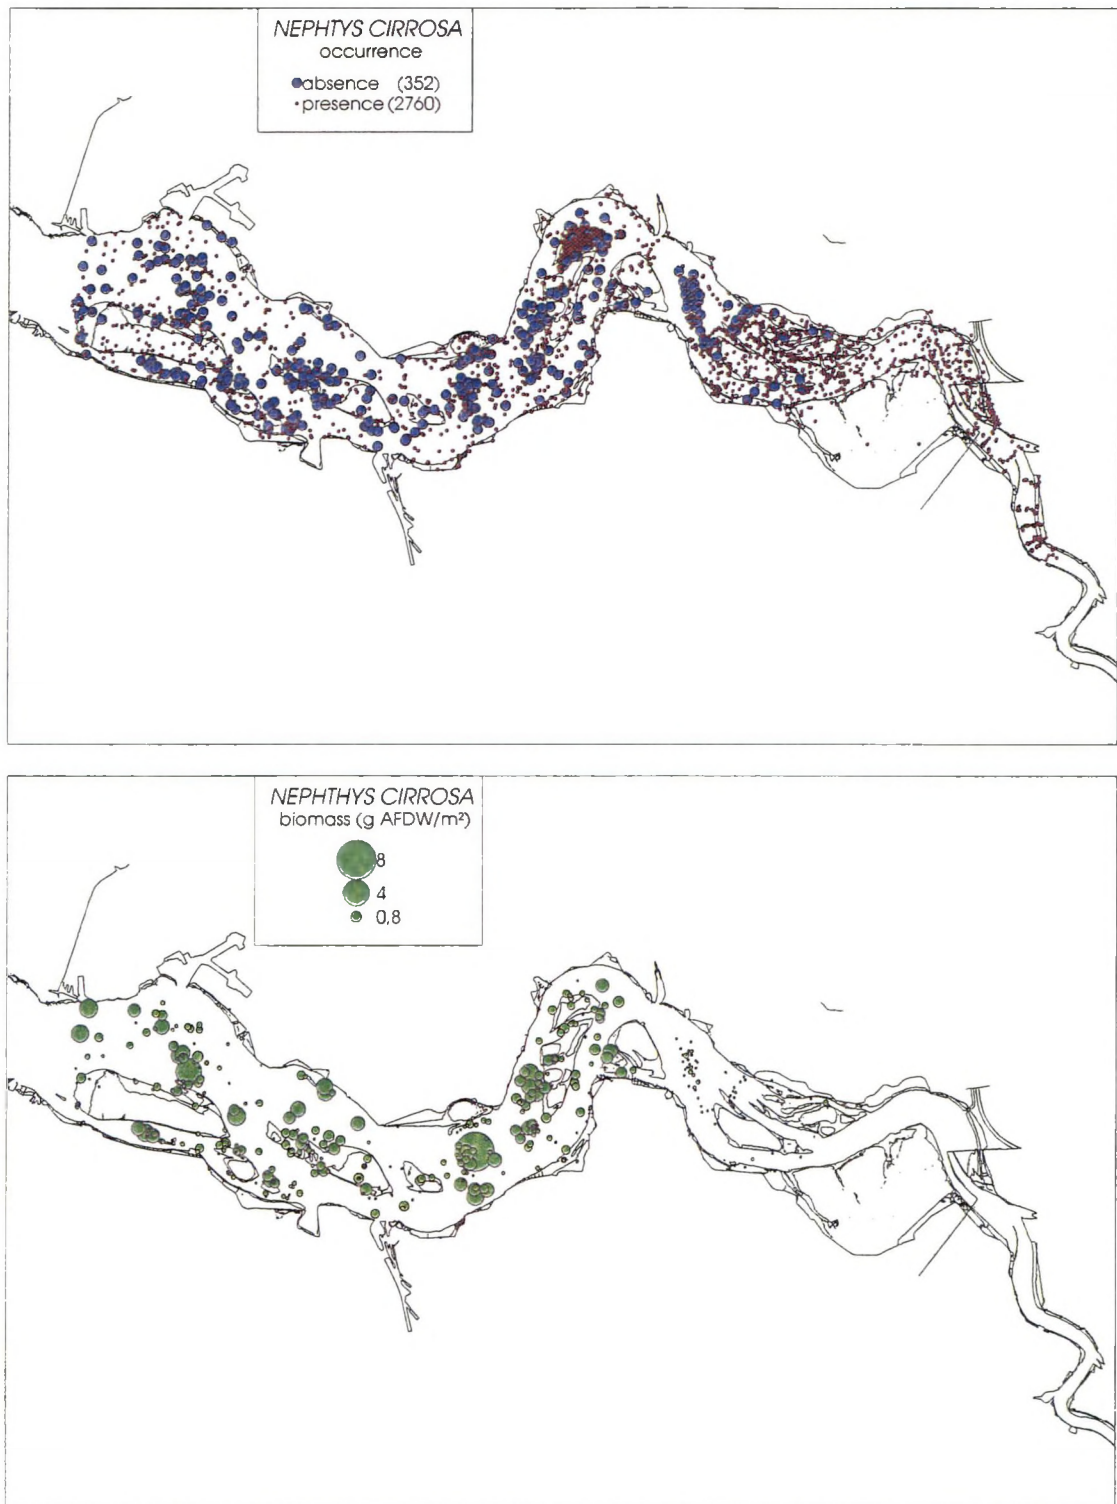 NEPHTYS CIRROSA
occurrence
absence (352)
presence (2760)
NEPHTHYS CIRROSA
biomass (g AFDW/m²)
8
4
0,8